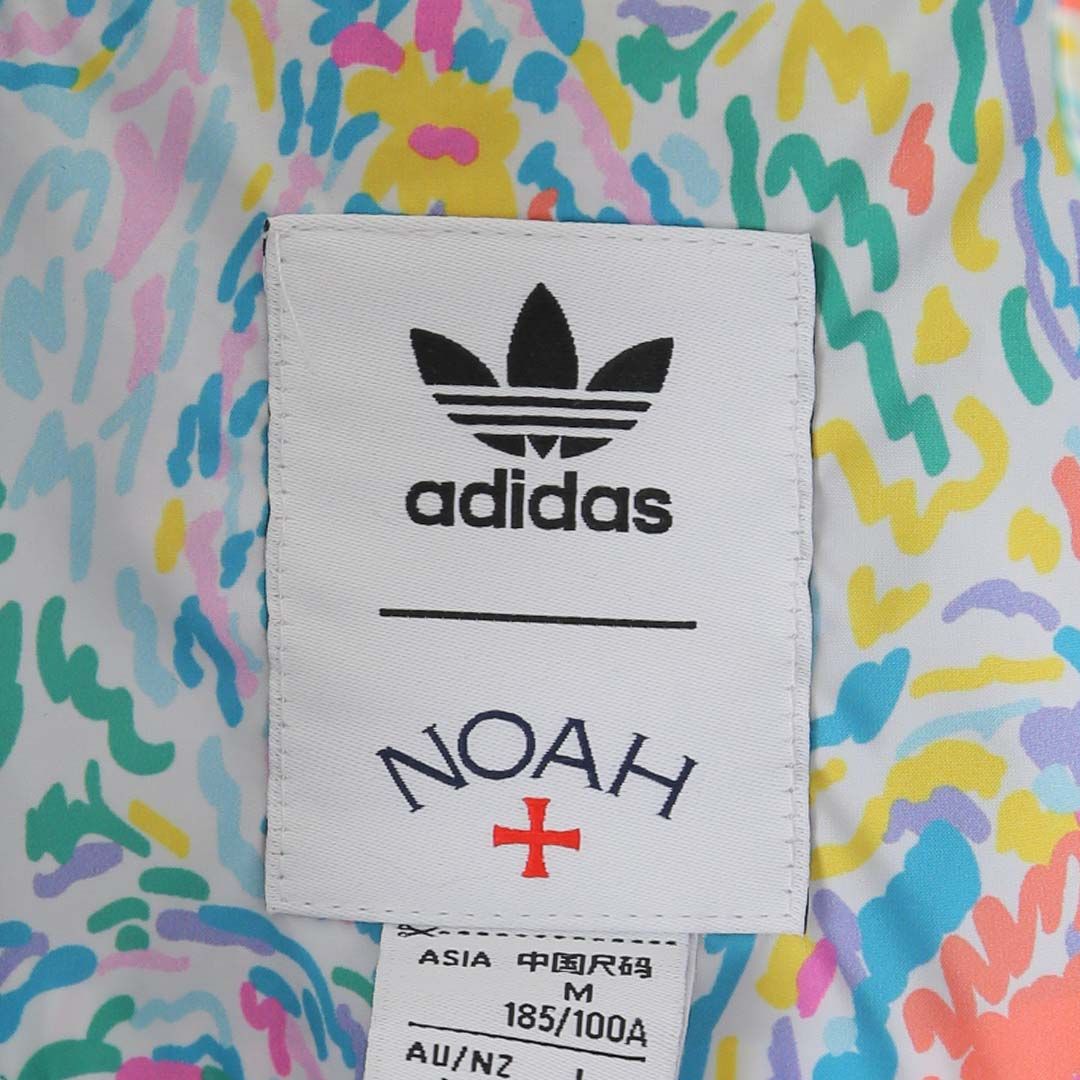 adidas
NOAH
ASIA 中国尺码
M
185/100A
AU/NZ